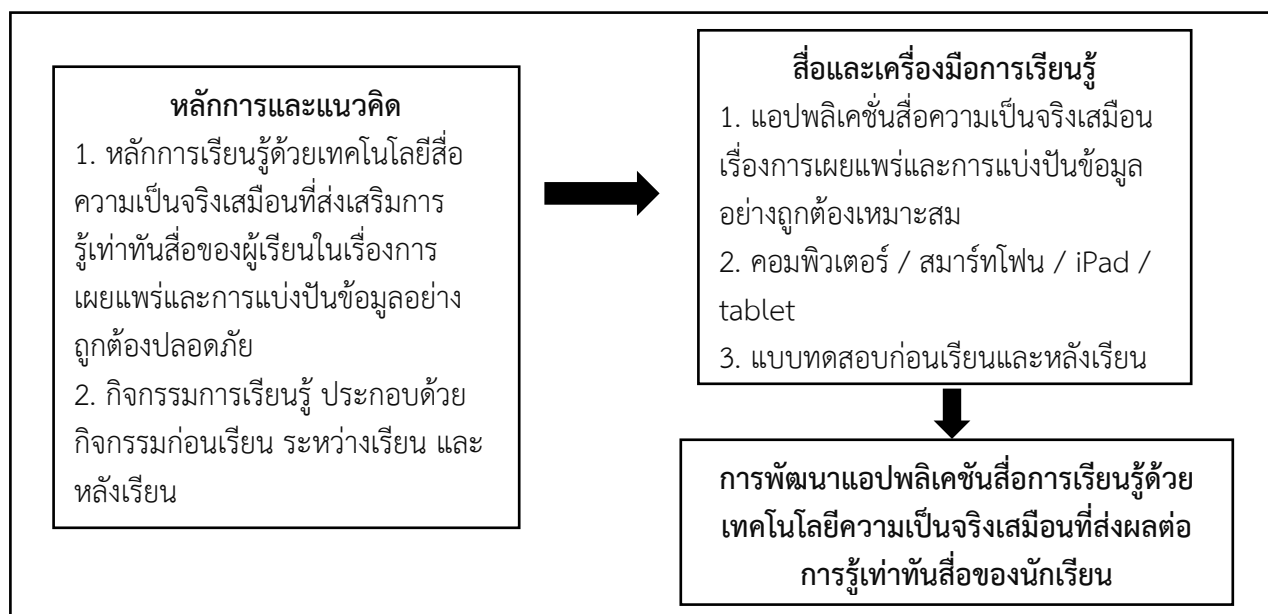 หลักการและแนวคิด
1. หลักการเรียนรู้ด้วยเทคโนโลยีสื่อ
ความเป็นจริงเสมือนที่ส่งเสริมการ
รู้เท่าทันสื่อของผู้เรียนในเรื่องการ
เผยแพร่และการแบ่งปันข้อมูลอย่าง
ถูกต้องปลอดภัย
2. กิจกรรมการเรียนรู้ ประกอบด้วย
กิจกรรมก่อนเรียน ระหว่างเรียน และ
หลังเรียน
สื่อและเครื่องมือการเรียนรู้
1. แอปพลิเคชั่นสื่อความเป็นจริงเสมือน
เรื่องการเผยแพร่และการแบ่งปันข้อมูล
อย่างถูกต้องเหมาะสม
2. คอมพิวเตอร์ / สมาร์ทโฟน / iPad /
tablet
3. แบบทดสอบก่อนเรียนและหลังเรียน
การพัฒนาแอปพลิเคชันสื่อการเรียนรู้ด้วย
เทคโนโลยีความเป็นจริงเสมือนที่ส่งผลต่อ
การรู้เท่าทันสื่อของนักเรียน